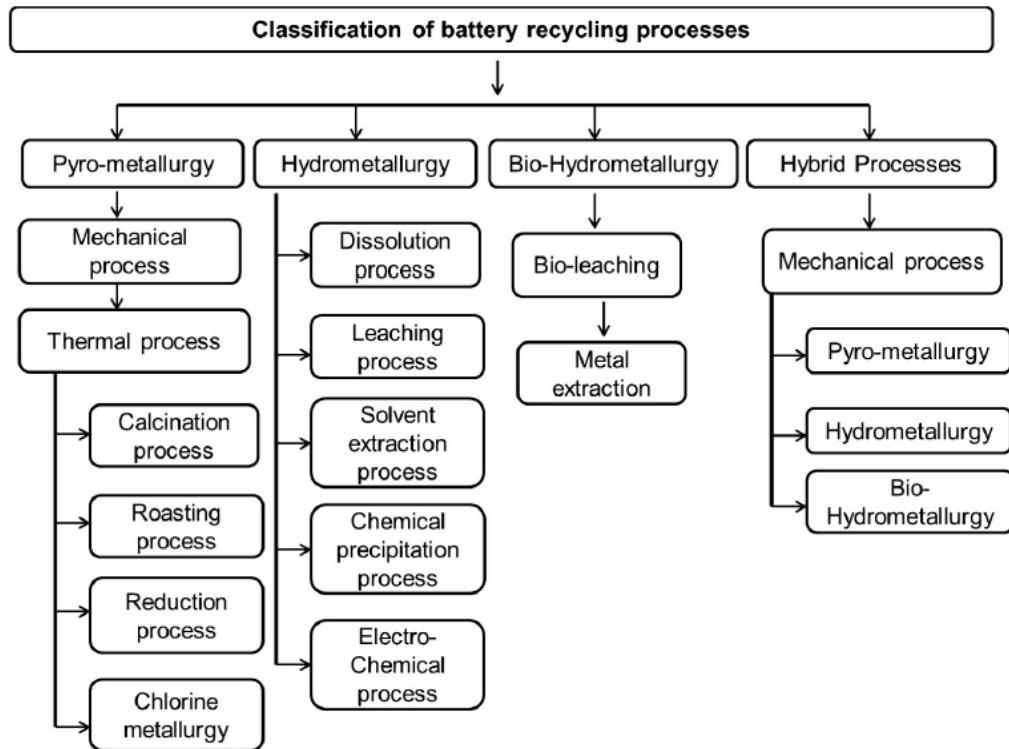 Classification of battery recycling processes
Pyro-metallurgy
Hydrometallurgy
Bio-Hydrometallurgy
Hybrid Processes
Mechanical
process
Thermal process
Calcination
process
Roasting
process
Reduction
process
Chlorine
metallurgy
Dissolution
process
Leaching
process
Solvent
extraction
process
Chemical
precipitation
process
Electro-
Chemical
process
Bio-leaching
Metal
extraction
Mechanical process
Pyro-metallurgy
Hydrometallurgy
Bio-
Hydrometallurgy